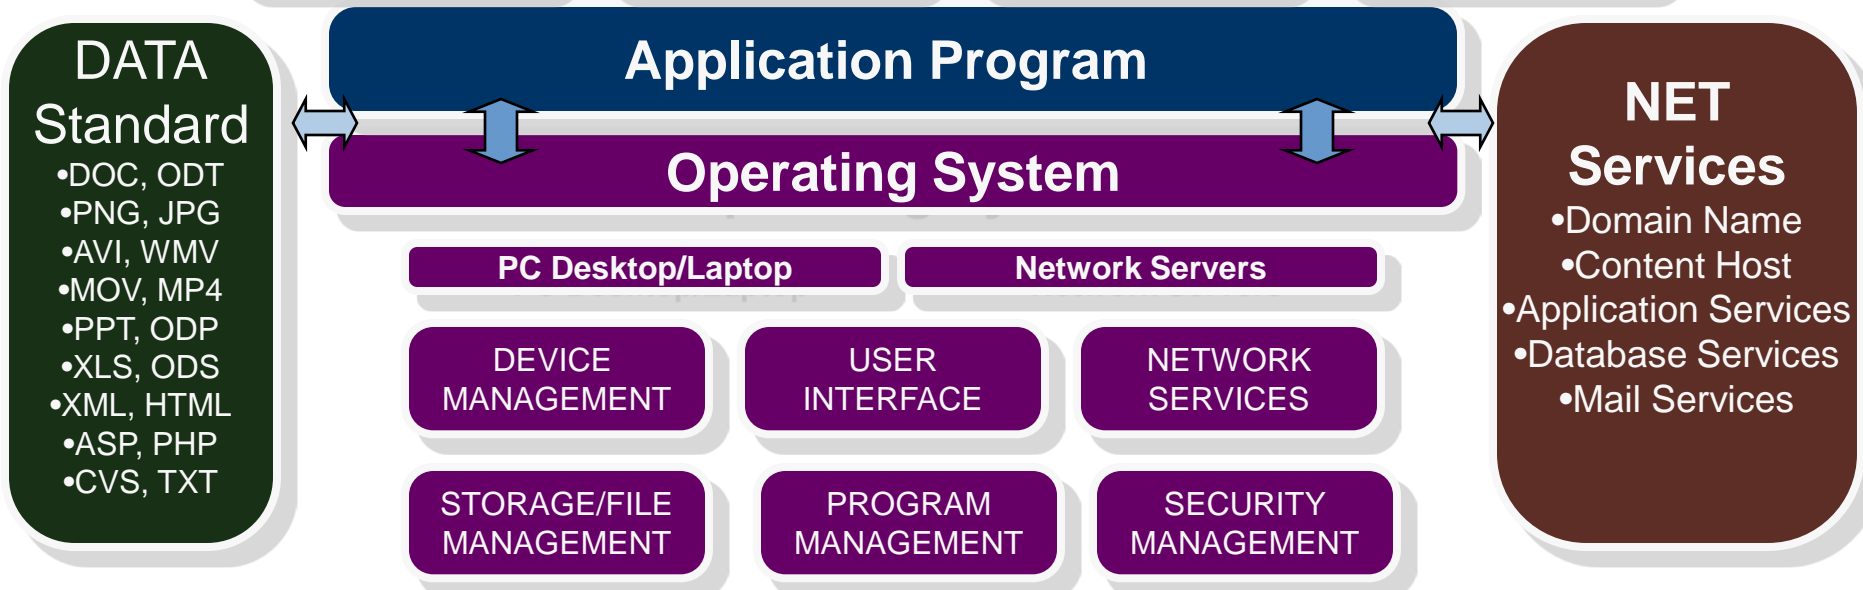 DATA
Standard
•DOC, ODT
•PNG, JPG
•AVI, WMV
•MOV, MP4
•PPT, ODP
•XLS, ODS
•XML, HTML
•ASP, PHP
•CVS, TXT
Application Program
Operating System
PC Desktop/Laptop
Network Servers
DEVICE
MANAGEMENT
USER
INTERFACE
NETWORK
SERVICES
STORAGE/FILE
MANAGEMENT
PROGRAM
MANAGEMENT
SECURITY
MANAGEMENT
NET
Services
•Domain Name
•Content Host
•Application Services
•Database Services
•Mail Services